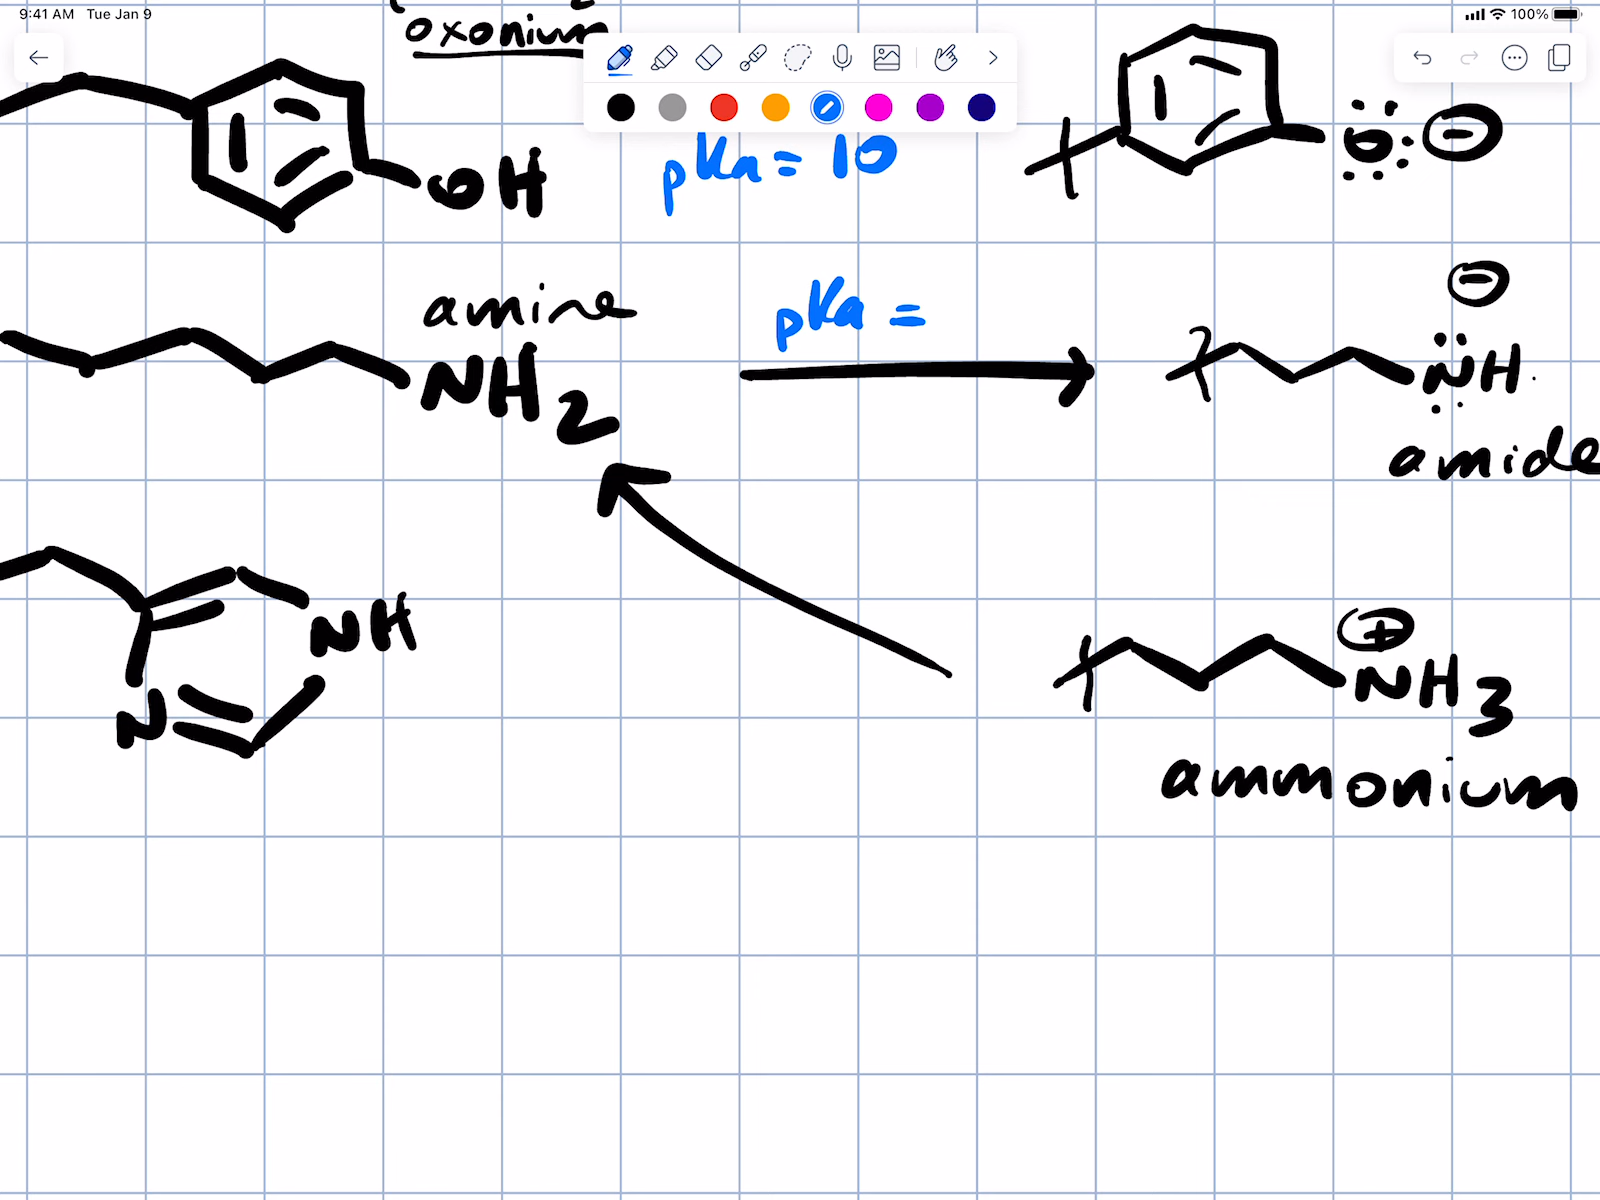 9:41 AM Tue Jan 9
100%
oxonium
OH
pKa = 10
O
amine
NH2
pKa =
NH
amide
NH
N
NH3
ammonium